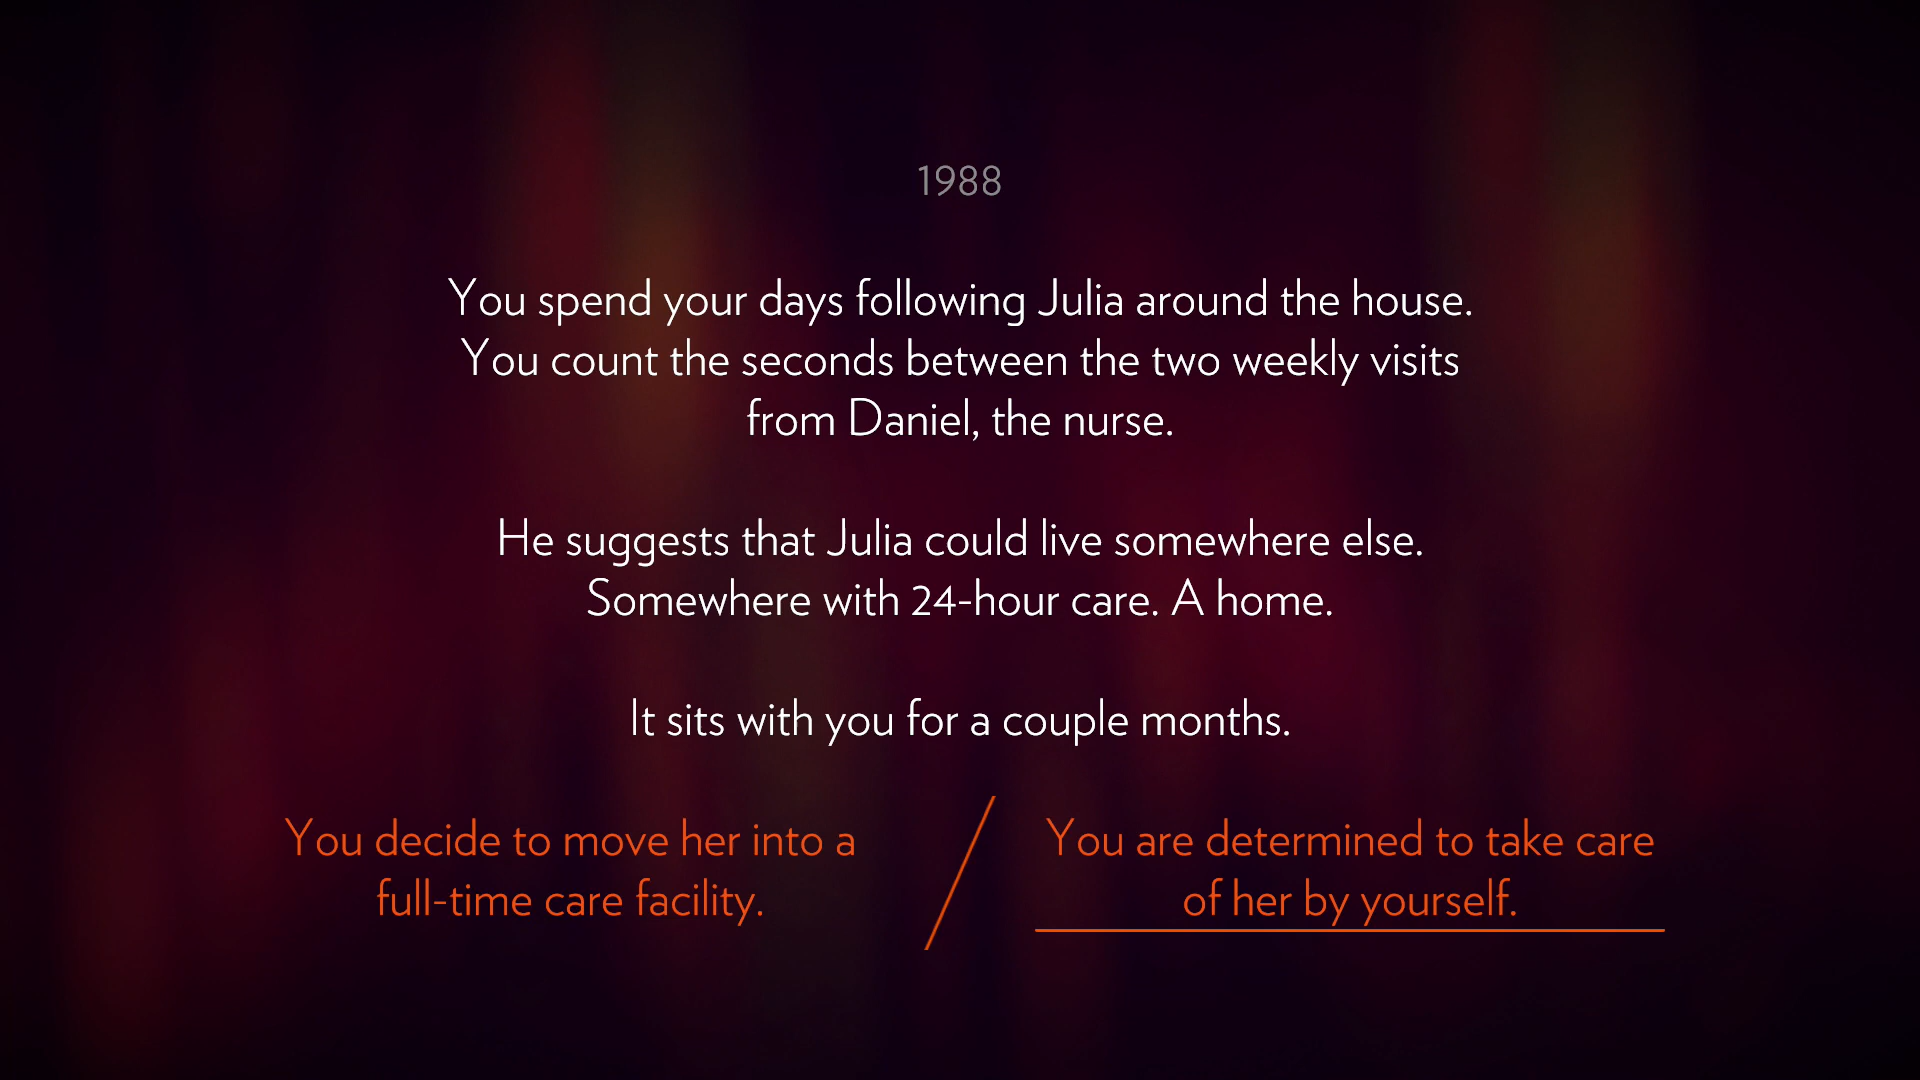 1988
You spend your days following Julia around the house.
You count the seconds between the two weekly visits
from Daniel, the nurse.
He suggests that Julia could live somewhere else.
Somewhere with 24-hour care. A home.
It sits with you for a couple months.
You decide to move her into a
full-time care facility.
You are determined to take care
of her by yourself.